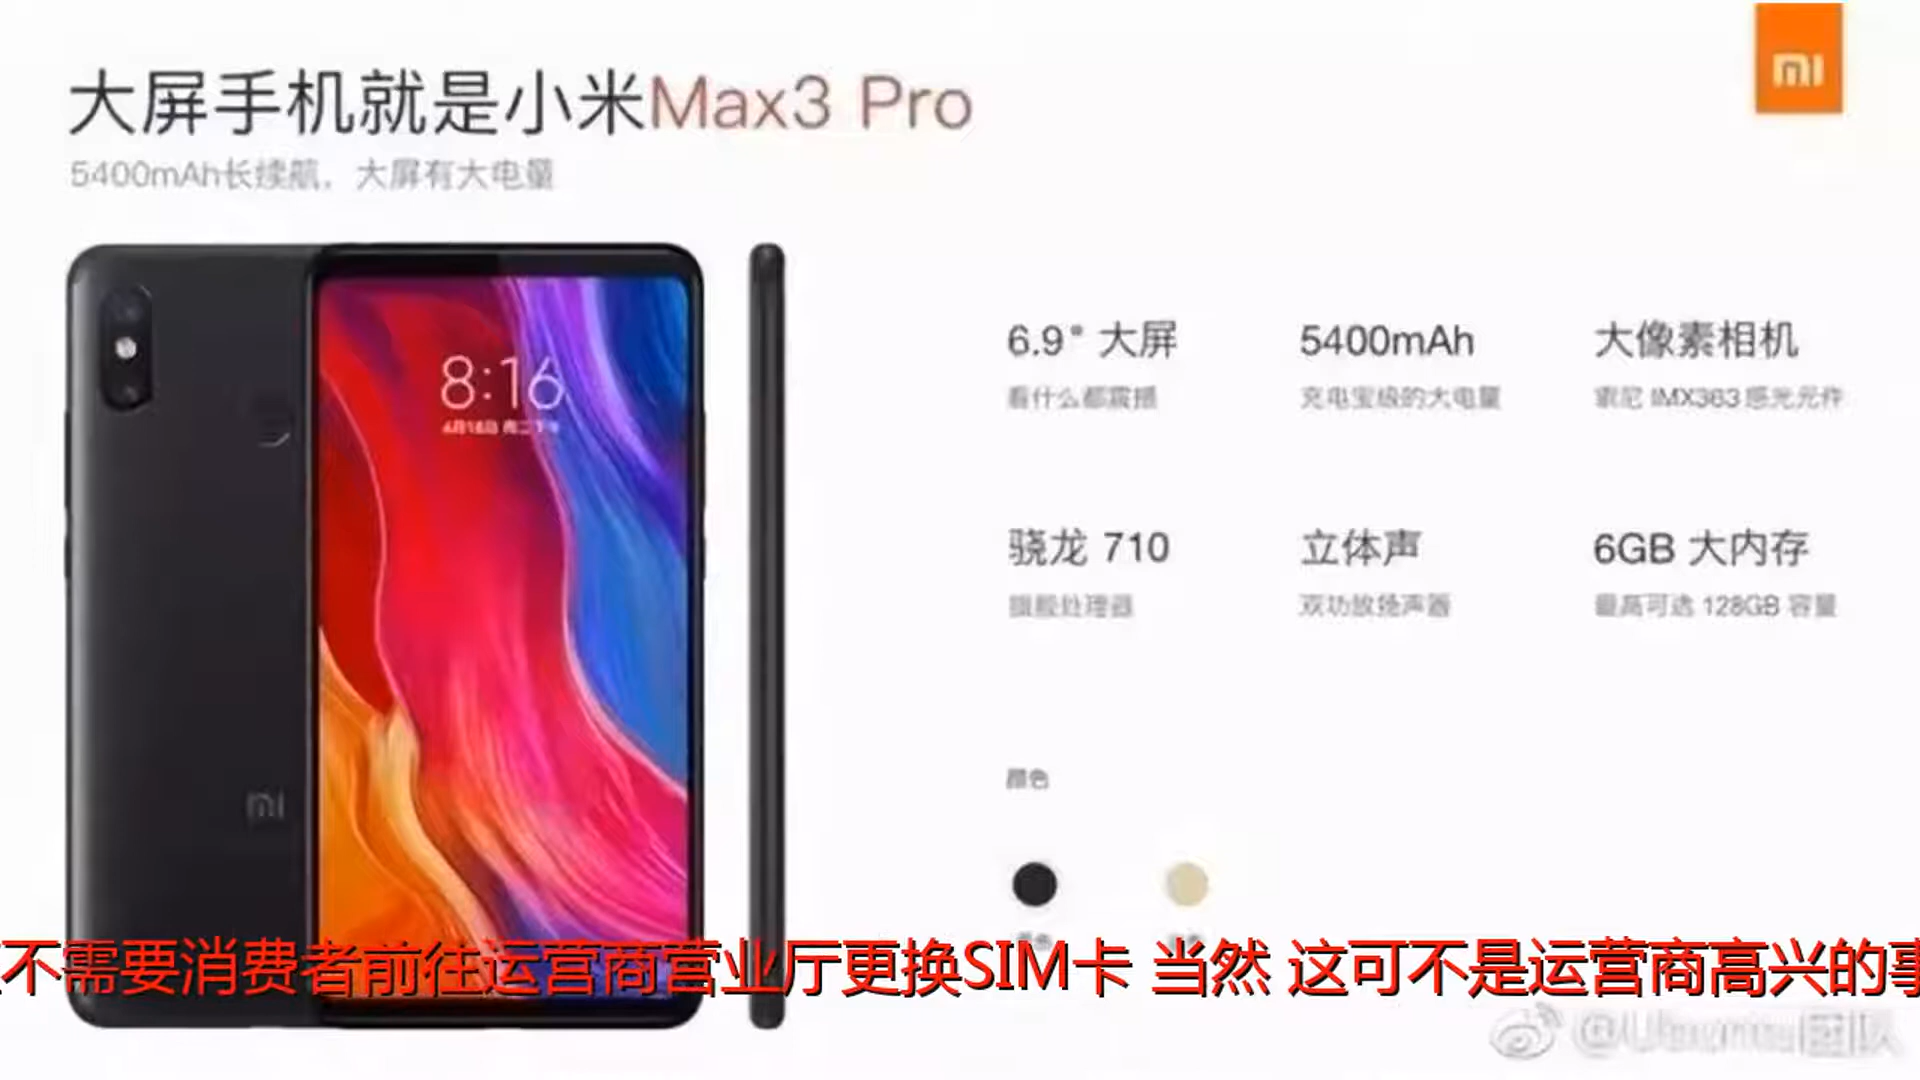 mi
大屏手机就是小米Max3 Pro
5400mAh长续航，大屏有大电量
8:16
6.9" 大屏
看什么都震撼
5400mAh
充电宝级的大电量
大像素相机
索尼 IMX363感光元件
骁龙 710
旗舰处理器
立体声
双功放扬声器
6GB 大内存
最高可选 128GB 容量
mi
颜色
不需要消费者前往运营商营业厅更换SIM卡 当然 这可不是运营商高兴的事